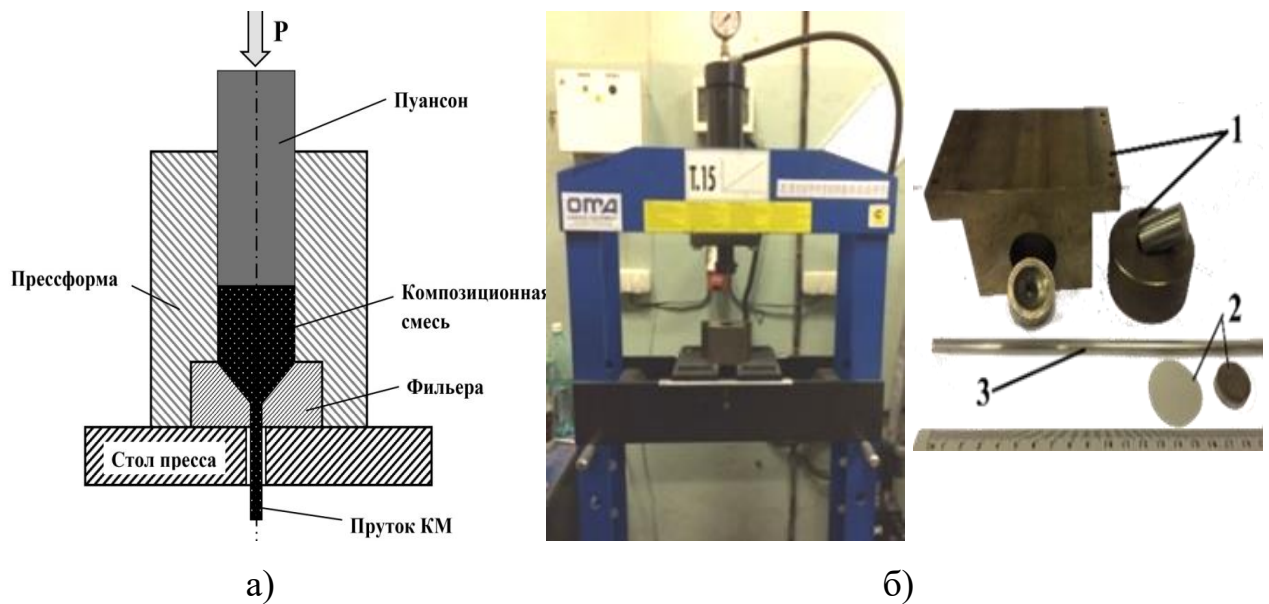 P
Пуансон
Прессформа
Композиционная
смесь
Фильера
Стол пресса
Пруток КМ
а)
T.15
OMA
1
2
3
б)